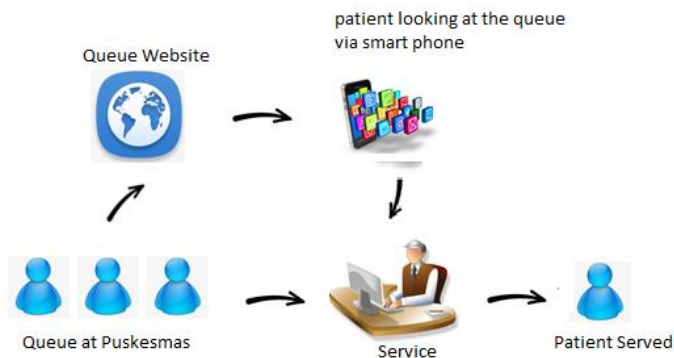 patient looking at the queue
via smart phone
Queue Website
Queue at Puskesmas
Service
Patient Served